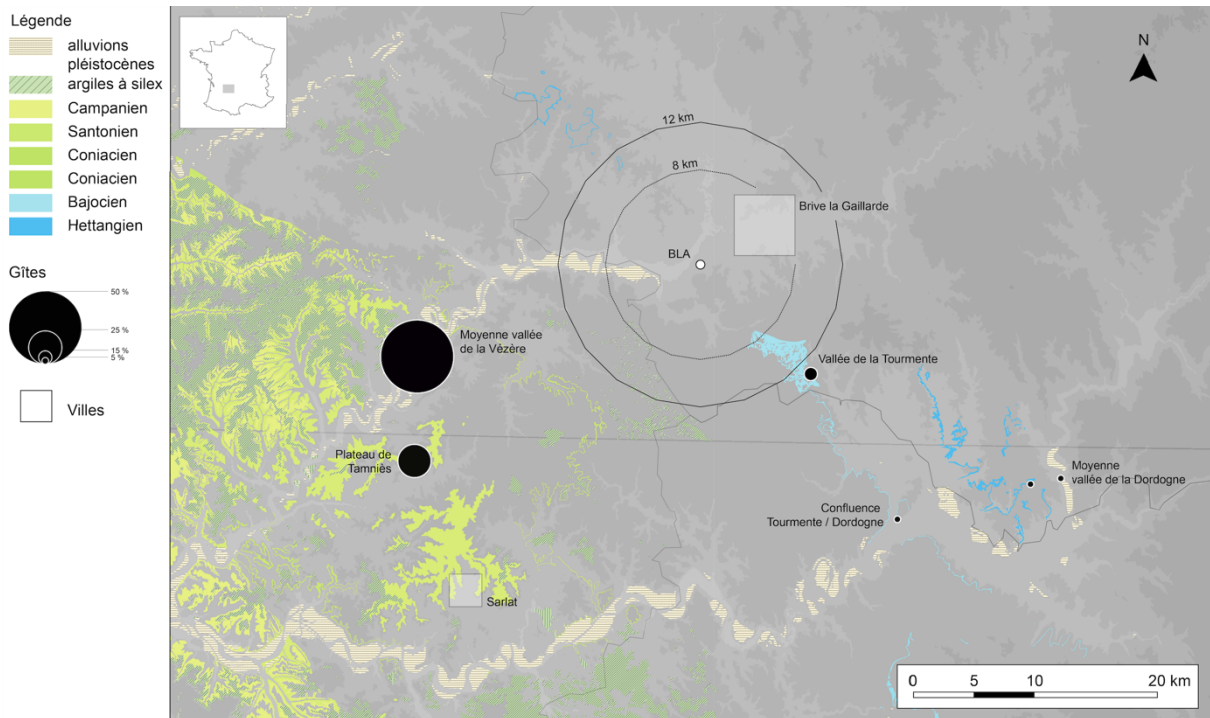 Légende
alluvions
pléistocènes
argiles à silex
Campanien
Santonien
Coniacien
Coniacien
Bajocien
Hettangien
Gîtes
50 %
25 %
15 %
5 %
Villes
N
12 km
8 km
Brive la Gaillarde
BLA
Moyenne vallée
de la Vézère
Vallée de la Tourmente
Plateau de
Tamniès
Moyenne
vallée de la Dordogne
Confluence
Tourmente / Dordogne
Sarlat
0 5 10 20 km